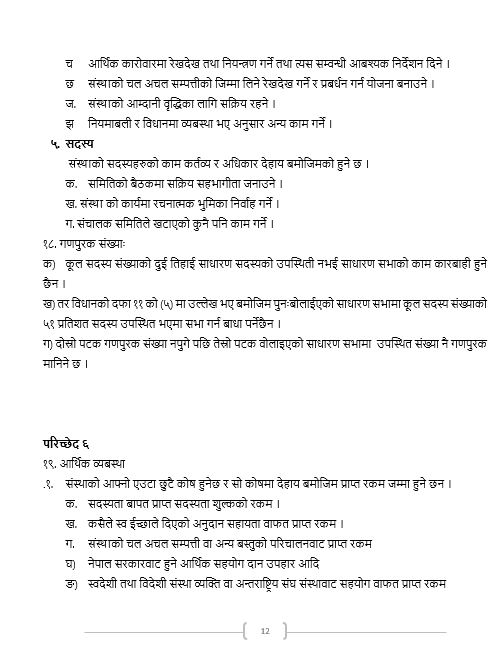 च आर्थिक कारोवारमा रेखदेख तथा नियन्त्रण गर्ने तथा त्यस सम्वन्धी आबश्यक निर्देशन दिने ।
छ संस्थाको चल अचल सम्पत्तीको जिम्मा लिने रेखदेख गर्ने र प्रबर्धन गर्न योजना बनाउने ।
ज. संस्थाको आम्दानी वृद्धिका लागि सक्रिय रहने ।
झ नियमाबली र विधानमा व्यबस्था भए अनुसार अन्य काम गर्ने ।
५. सदस्य
संस्थाको सदस्यहरुको काम कर्तव्य र अधिकार देहाय बमोजिमको हुने छ ।
क. समितिको बैठकमा सक्रिय सहभागीता जनाउने ।
ख. संस्था को कार्यमा रचनात्मक भुमिका निर्वाह गर्ने ।
ग. संचालक समितिले खटाएको कुनै पनि काम गर्ने ।
१८. गणपुरक संख्याः
क) कूल सदस्य संख्याको दुई तिहाई साधारण सदस्यको उपस्थिती नभई साधारण सभाको काम कारबाही हुने
छैन ।
ख) तर विधानको दफा ११ को (५) मा उल्लेख भए बमोजिम पुनःबोलाईएको साधारण सभामा कूल सदस्य संख्याको
५१ प्रतिशत सदस्य उपस्थित भएमा सभा गर्न बाधा पर्नेछैन ।
ग) दोस्रो पटक गणपुरक संख्या नपुगे पछि तेस्रो पटक वोलाइएको साधारण सभामा उपस्थित संख्या नै गणपुरक
मानिने छ ।
परिच्छेद ६
१९. आर्थिक व्यबस्था
.१. संस्थाको आफ्नो एउटा छुटै कोष हुनेछ र सो कोषमा देहाय बमोजिम प्राप्त रकम जम्मा हुने छन ।
क. सदस्यता बापत प्राप्त सदस्यता शुल्कको रकम ।
ख. कसैले स्व ईच्छाले दिएको अनुदान सहायता वाफत प्राप्त रकम ।
ग. संस्थाको चल अचल सम्पत्ती वा अन्य बस्तुको परिचालनवाट प्राप्त रकम
घ) नेपाल सरकारवाट हुने आर्थिक सहयोग दान उपहार आदि
ङ) स्वदेशी तथा विदेशी संस्था व्यक्ति वा अन्तराष्ट्रिय संघ संस्थावाट सहयोग वाफत प्राप्त रकम
12